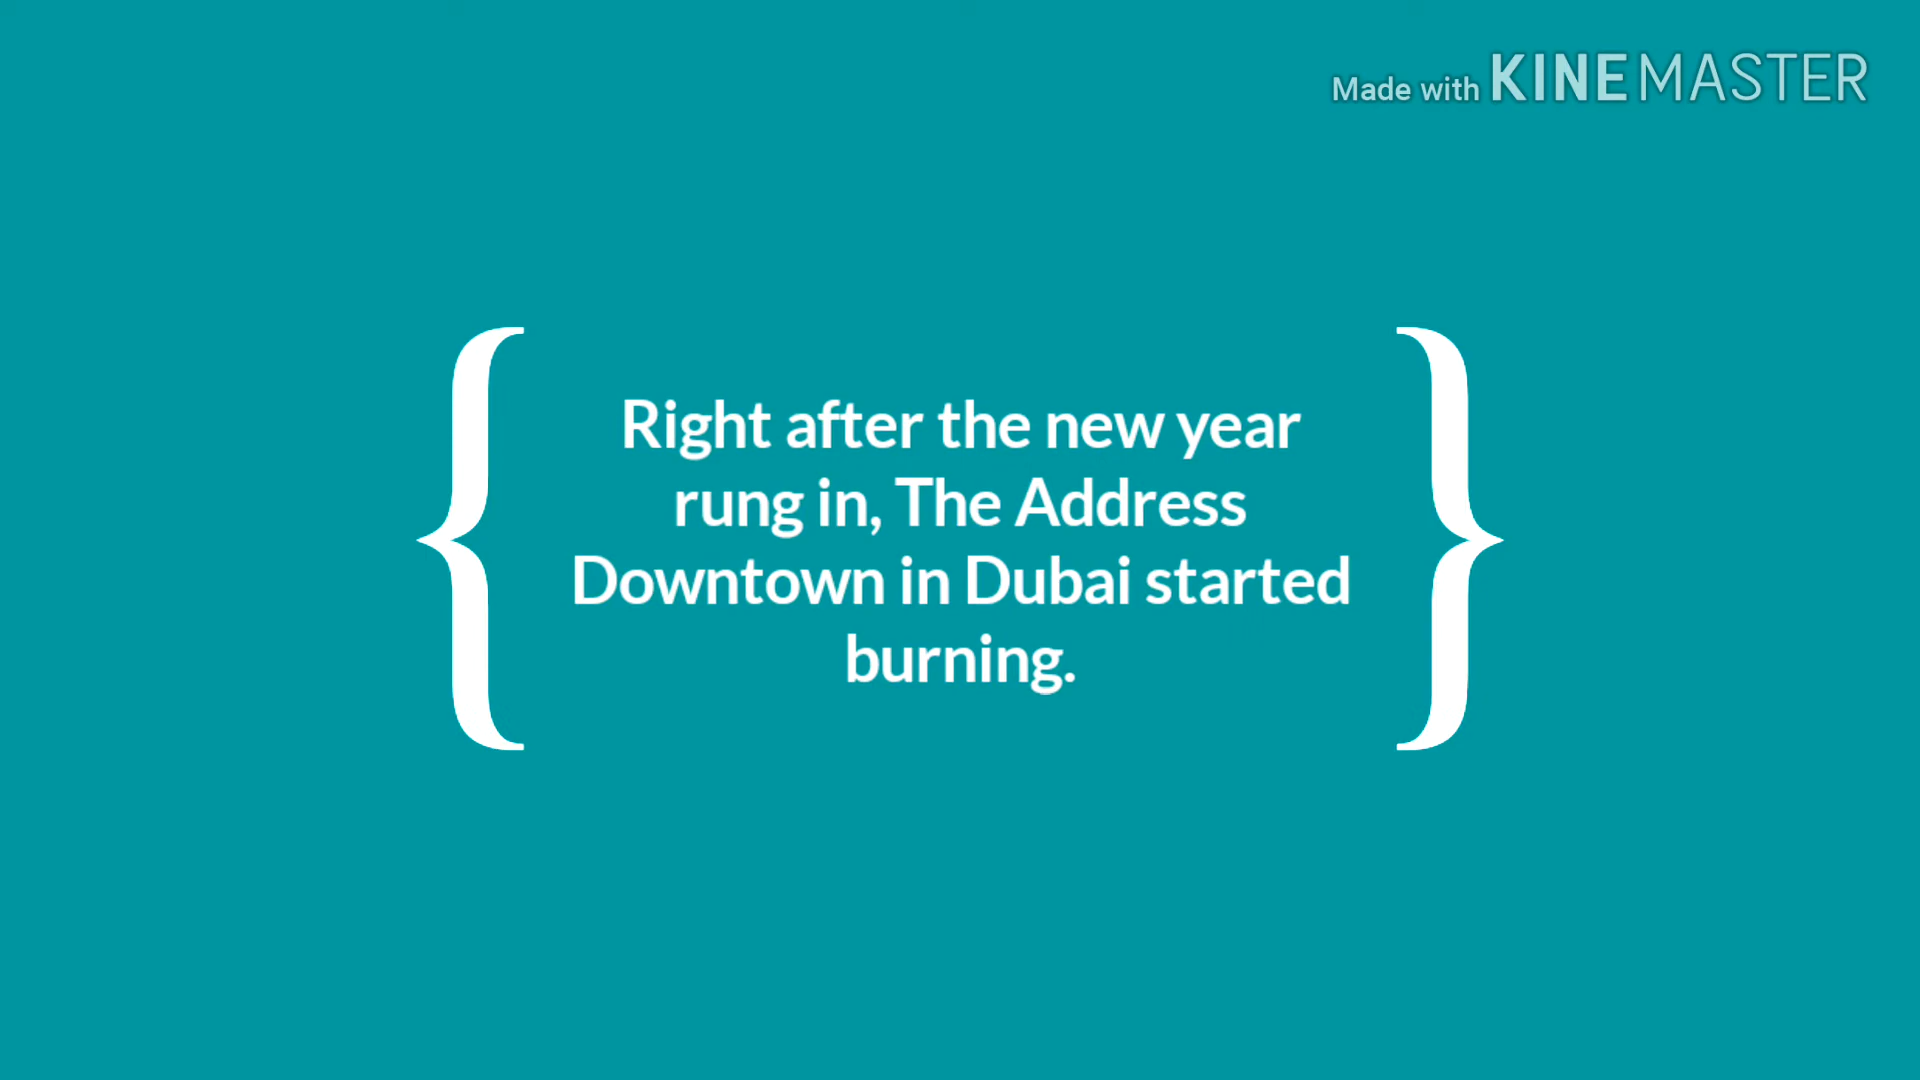 Made with KINEMASTER
Right after the new year
rung in, The Address
Downtown in Dubai started
burning.